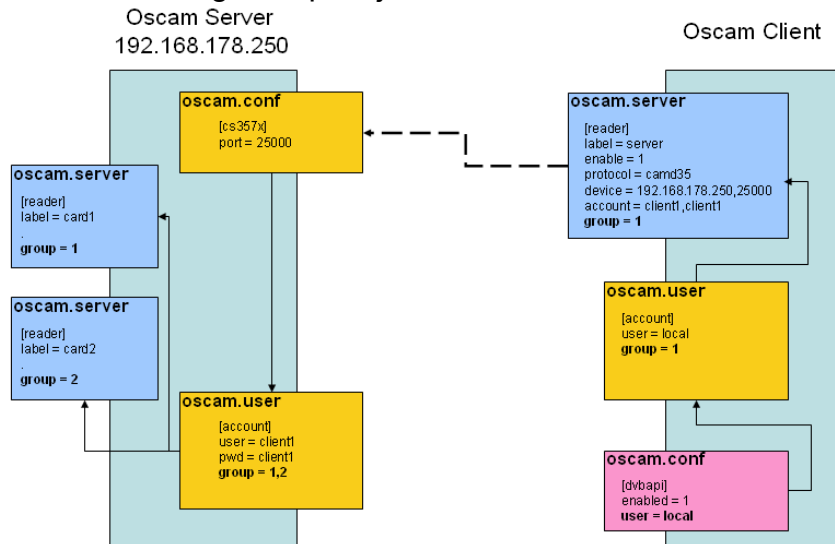 Oscam Server
192.168.178.250
oscam.conf
[cs357x]
port = 25000
oscam.server
[reader]
label = card1
.
group = 1
oscam.server
[reader]
label = card2
.
group = 2
oscam.user
[account]
user = client1
pwd = client1
group = 1,2
Oscam Client
oscam.server
[reader]
label = server
enable = 1
protocol = camd35
device = 192.168.178.250,25000
account = client1,client1
group = 1
oscam.user
[account]
user = local
group = 1
oscam.conf
[dvbapi]
enabled = 1
user = local